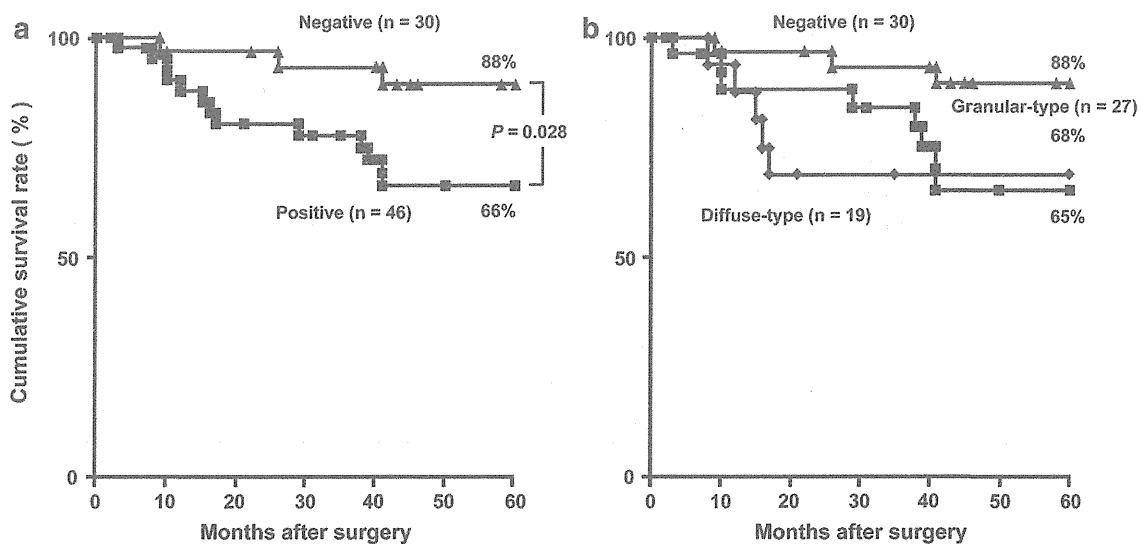 a
Negative (n = 30)
100
88%
P = 0.028
Positive (n = 46)
66%
50
0
Cumulative survival rate ( % )
0 10 20 30 40 50 60
Months after surgery
b
Negative (n = 30)
100
88%
Granular-type (n = 27)
68%
Diffuse-type (n = 19)
65%
50
0
0 10 20 30 40 50 60
Months after surgery